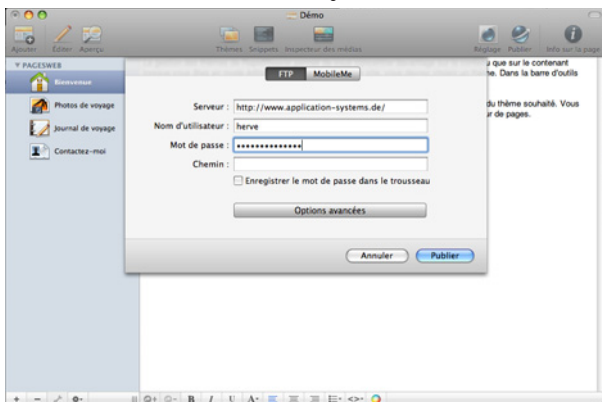 Démo
Ajouter Éditer Aperçu Thèmes Snippets Inspecteur des médias Réglage Publier Info sur la page
PAGESWEB
Bienvenue
Photos de voyage
Journal de voyage
Contactez-moi
FTP MobileMe
Serveur : http://www.application-systems.de/
Nom d'utilisateur : herve
Mot de passe : ••••••••••••••
Chemin :
Enregistrer le mot de passe dans le trousseau
Options avancées
Annuler Publier
que sur le contenant
Dans la barre d'outils
du thème souhaité. Vous
de pages.
B I U A